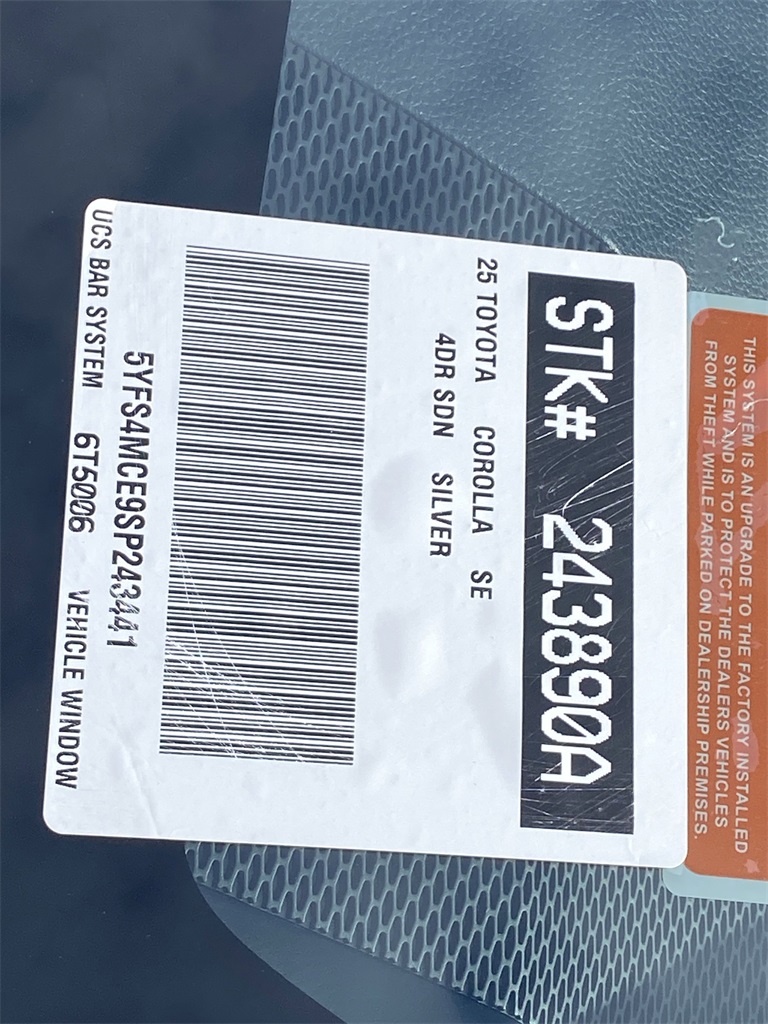 THIS SYSTEM IS AN UPGRADE TO THE FACTORY INSTALLED
SYSTEM AND IS TO PROTECT THE DEALERS VEHICLES
FROM THEFT WHILE PARKED ON DEALERSHIP PREMISES.
STK# 243890A
25 TOYOTA COROLLA SE
4DR SDN SILVER
5YFS4MCE9SP243441
UCS BAR SYSTEM 6T5006 VEHICLE WINDOW